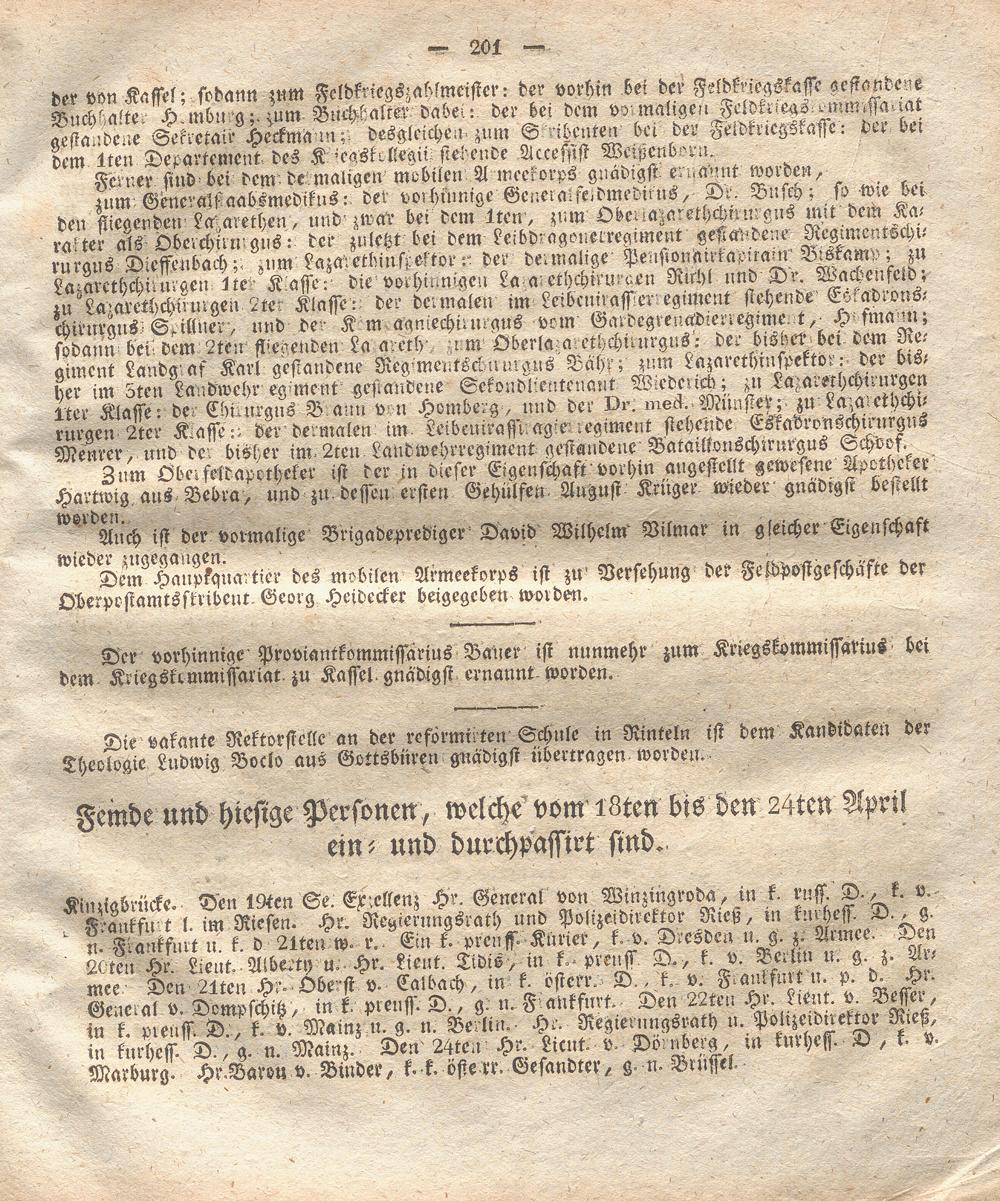 — 201 —
der von Kassel; sodann zum Feldkriegszahlmeister: der vorhin bei der Feldkriegskasse gestandene
Buchhalter Homburg; zum Buchhalter dabei: der bei dem vormaligen Feldkriegskommissariat
gestandene Sekretair Heckmann; desgleichen zum Skribenten bei der Feldkriegskasse: der bei
dem 1ten Departement des Kriegskollegii stehende Accessist Weißenborn.
Ferner sind bei dem dermaligen mobilen Armeekorps gnädigst ernannt worden,
zum Generalstaabsmedikus: der vorhinnige Generalfeldmedikus, Dr. Busch; so wie bei
den fliegenden Lazarethen, und zwar bei dem 1ten, zum Oberlazarethchirurgus mit dem Ka⸗
rakter als Oberchirurgus: der zuletzt bei dem Leibdragonerregiment gestandene Regimentschi⸗
rurgus Dieffenbach; zum Lazarethinspektor: der dermalige Pensionairkapitain Biskamp; zu
Lazarethchirurgen 1ter Klasse: die vorhinnigen Lazarethchirurgen Richl und Dr. Wachenfeld;
zu Lazarethchirurgen 2ter Klasse: der dermalen im Leibcuirassierregiment stehende Eskadrons⸗
chirurgus Spillner, und der Kompagniechirurgus vom Gardegrenadierregiment, Hofmann;
sodann bei dem 2ten fliegenden Lazareth, zum Oberlazarethchirurgus: der bisher bei dem Re⸗
giment Landgraf Karl gestandene Regimentschirurgus Bähr; zum Lazarethinspektor: der bis⸗
her im 3ten Landwehrregiment gestandene Sekondlieutenant Wiederich; zu Lazarethchirurgen
1ter Klasse: der Chirurgus Braun von Homberg, und der Dr. med. Münster; zu Lazarethchi⸗
rurgen 2ter Klasse: der dermalen im stehende Eskadronschirurgus
Menrer, und der bisher im 2ten Landwehrregiment gestandene Bataillonschirurgus Schoof.
Zum Oberfeldapotheker ist der in dieser Eigenschaft vorhin angestellt gewesene Apotheker
Hartwig aus Bebra, und zu dessen ersten Gehülfen August Krüger wieder gnädigst bestellt
worden.
Auch ist der vormalige Brigadeprediger David Wilhelm Vilmar in gleicher Eigenschaft
wieder zugegangen.
Dem Hauptquartier des mobilen Armeekorps ist zu Versehung der Feldpostgeschäfte der
Oberpostamtsskribent Georg Heidecker beigegeben worden.
Der vorhinnige Proviantkommissarius Bauer ist nunmehr zum Kriegskommissarius bei
dem Kriegskommissariat zu Kassel gnädigst ernannt worden.
Die vakante Rektorstelle an der reformirten Schule in Rinteln ist dem Kandidaten der
Theologie Ludwig Boclo aus Gottsbüren gnädigst übertragen worden.
Femde und hiesige Personen, welche vom 18ten bis den 24ten April
ein⸗ und durchpassirt sind.
Kinzigbrücke. Den 19ten Se. Exzellenz Hr. General von Winzingroda, in k. russ. D., k. v.
Frankfurt l. im Riesen. Hr. Regierungsrath und Polizeidirektor Rieß, in kurhess. D., g.
n. Frankfurt u. k. d 21ten w. r. Ein k. preuss. Kurier, k. v. Dresden u. g. z. Armee. Den
20ten Hr. Lieut. Alberty u. Hr. Lieut. Tidis, in k. preuss. D., k. v. Berlin u. g. z. Ar⸗
mee. Den 21ten Hr. Oberst v. Calbach, in k. österr. D., k. v. Frankfurt u. p. d. Hr.
General v. Dompschitz, in k. preuss. D., g. n. Frankfurt. Den 22ten Hr. Lieut. v. Besser,
in k. preuss. D., k. v. Mainz u. g. n. Berlin. Hr. Regierungsrath u. Polizeidirektor Rieß,
in kurhess. D., g. n. Mainz. Den 24ten Hr. Lieut. v. Dörnberg, in kurhess. D, k. v.
Marburg. Hr. Baron v. Binder, k. k. österr. Gesandter, g. n. Brüssel.